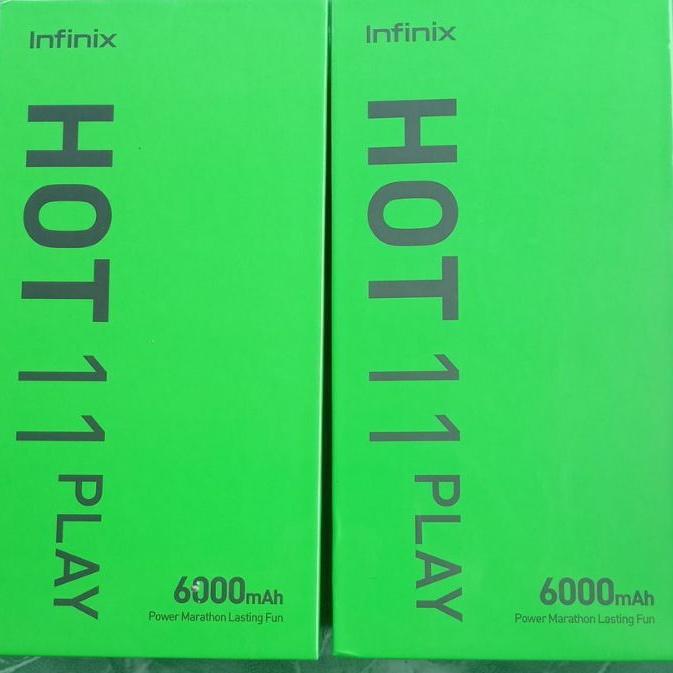 Infinix
HOT 11 PLAY
6000mAh
Power Marathon Lasting Fun
Infinix
HOT 11 PLAY
6000mAh
Power Marathon Lasting Fun